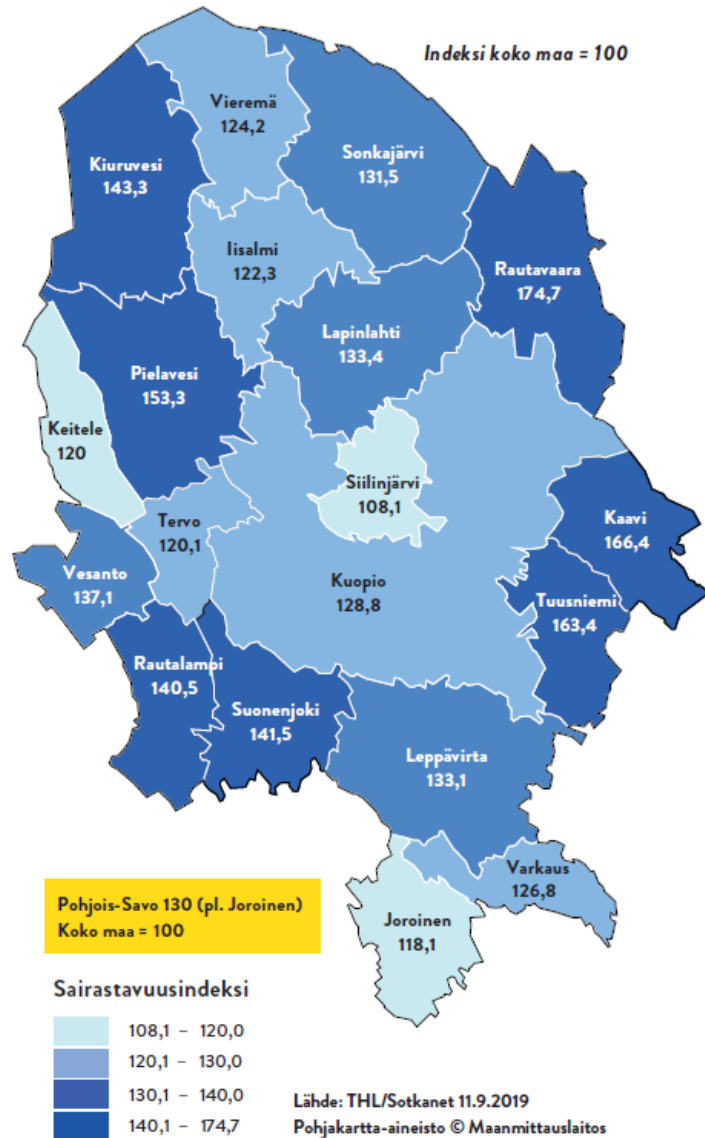 Indeksi koko maa = 100
Vieremä
124,2
Kiuruvesi
143,3
Sonkajärvi
131,5
Iisalmi
122,3
Rautavaara
174,7
Lapinlahti
133,4
Pielavesi
153,3
Keitele
120
Siilinjärvi
108,1
Tervo
120,1
Kaavi
166,4
Vesanto
137,1
Kuopio
128,8
Tuusniemi
163,4
Rautalampi
140,5
Suonenjoki
141,5
Leppävirta
133,1
Varkaus
126,8
Joroinen
118,1
Pohjois-Savo 130 (pl. Joroinen)
Koko maa = 100
Sairastavuusindeksi
108,1 – 120,0
120,1 – 130,0
130,1 – 140,0
140,1 – 174,7
Lähde: THL/Sotkanet 11.9.2019
Pohjakartta-aineisto © Maanmittauslaitos